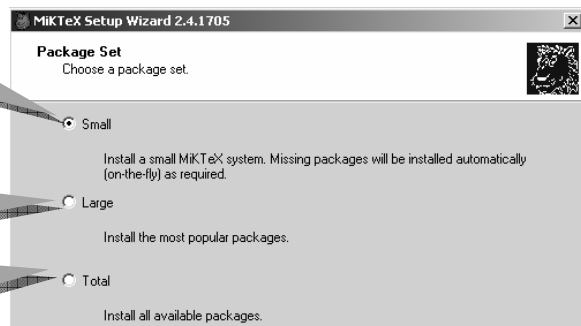 MiKTeX Setup Wizard 2.4.1705
Package Set
Choose a package set.
Small
Install a small MiKTeX system. Missing packages will be installed automatically
(on-the-fly) as required.
Large
Install the most popular packages.
Total
Install all available packages.